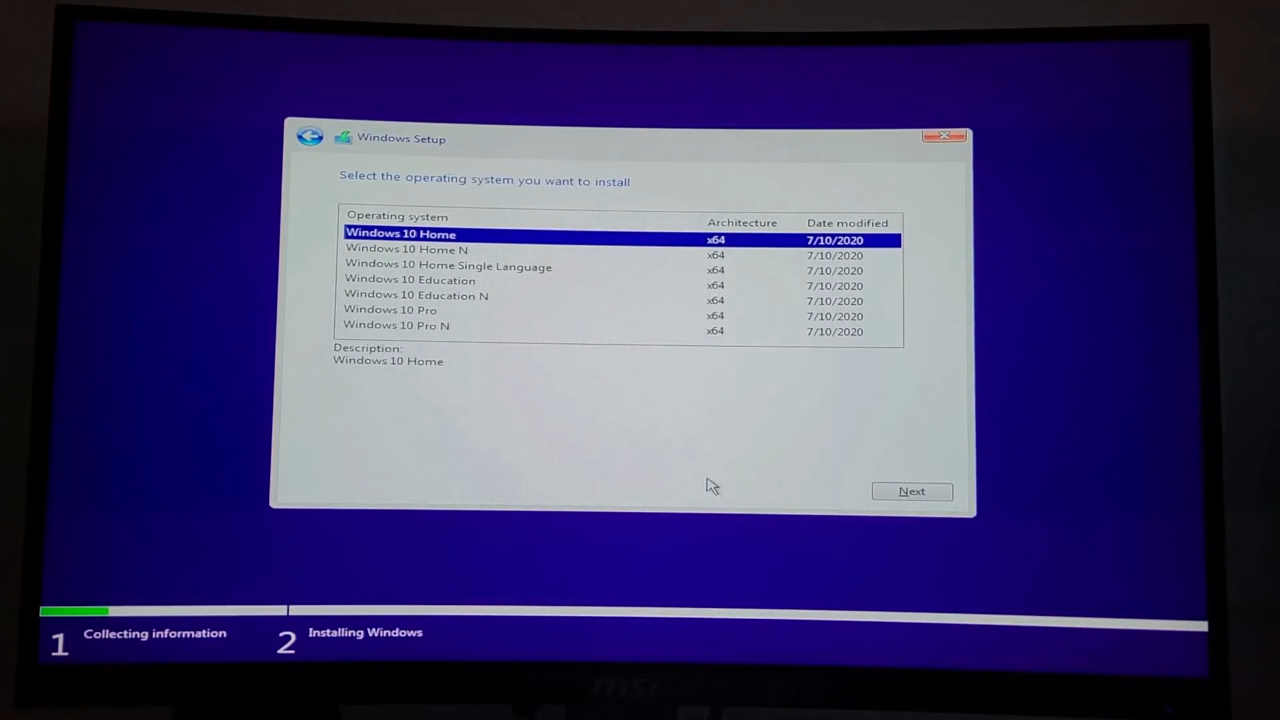 Windows Setup
Select the operating system you want to install
Operating system Architecture Date modified
Windows 10 Home x64 7/10/2020
Windows 10 Home N x64 7/10/2020
Windows 10 Home Single Language x64 7/10/2020
Windows 10 Education x64 7/10/2020
Windows 10 Education N x64 7/10/2020
Windows 10 Pro x64 7/10/2020
Windows 10 Pro N x64 7/10/2020
Description:
Windows 10 Home
Next
1 Collecting information 2 Installing Windows
msi